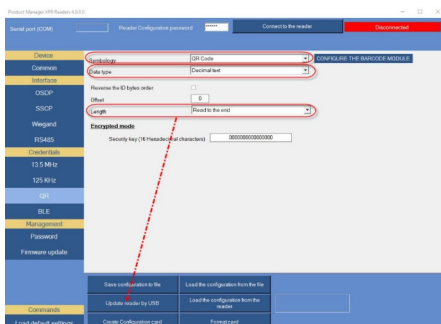 Product Manager GPI Readers 4.0.0.0
Serial port (COM)
Reader Configuration password
******
Connect to the reader
Disconnected
Device
Common
Interface
OSDP
SSCP
Wiegand
RS485
Credentials
13.5 MHz
125 KHz
QR
BLE
Management
Password
Firmware update
Commands
Load default settings
Symbology
QR Code
CONFIGURE THE BARCODE MODULE
Data type
Decimal text
Reverse the ID bytes order
Offset
0
Length
Read to the end
Encrypted mode
Security key (16 Hexadecimal characters)
0000000000000000
Save configuration to file
Load the configuration from the file
Update reader by USB
Load the configuration from the reader
Create Configuration card
Format card